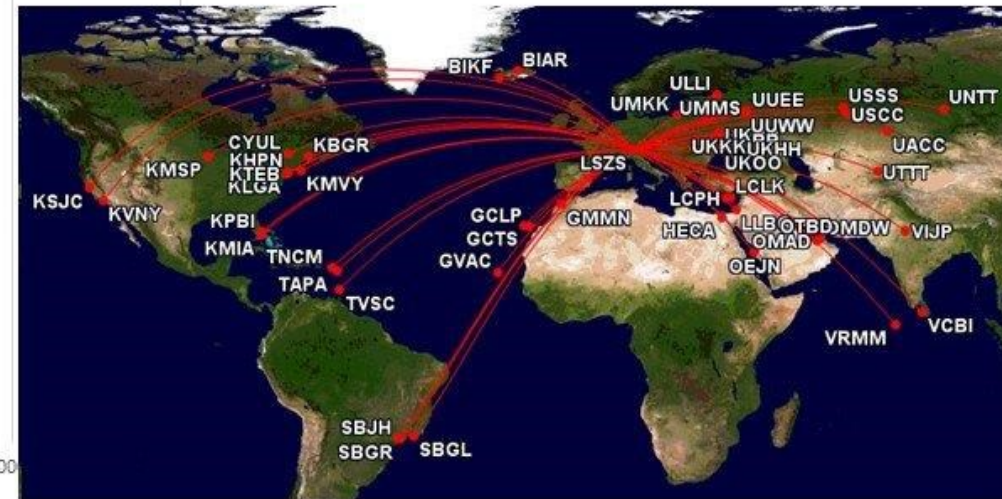 BIKF
BIAR
ULLI
UMKK
UMMS
UUEE
USSS
USCC
UNTT
UUWW
UACC
CYUL
KBGR
KHPN
KMSP
KTEB
KLGA
KMVY
UKBB
UKKK
UKHH
UKOO
UTTT
LSZS
KSJC
KVNY
LCPH
LCLK
KPBI
KMIA
GCLP
GCTS
GMMN
HECA
OTBD
OMDW
VIJP
OMAD
TNCM
GVAC
OEJN
TAPA
TVSC
VRMM
VCBI
SBJH
SBGR
SBGL